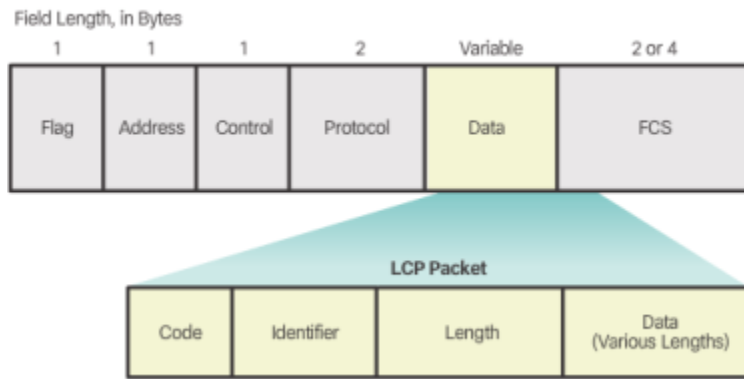 Field Length, in Bytes
1 1 1 2 Variable 2 or 4
Flag Address Control Protocol Data FCS
LCP Packet
Code Identifier Length Data
(Various Lengths)